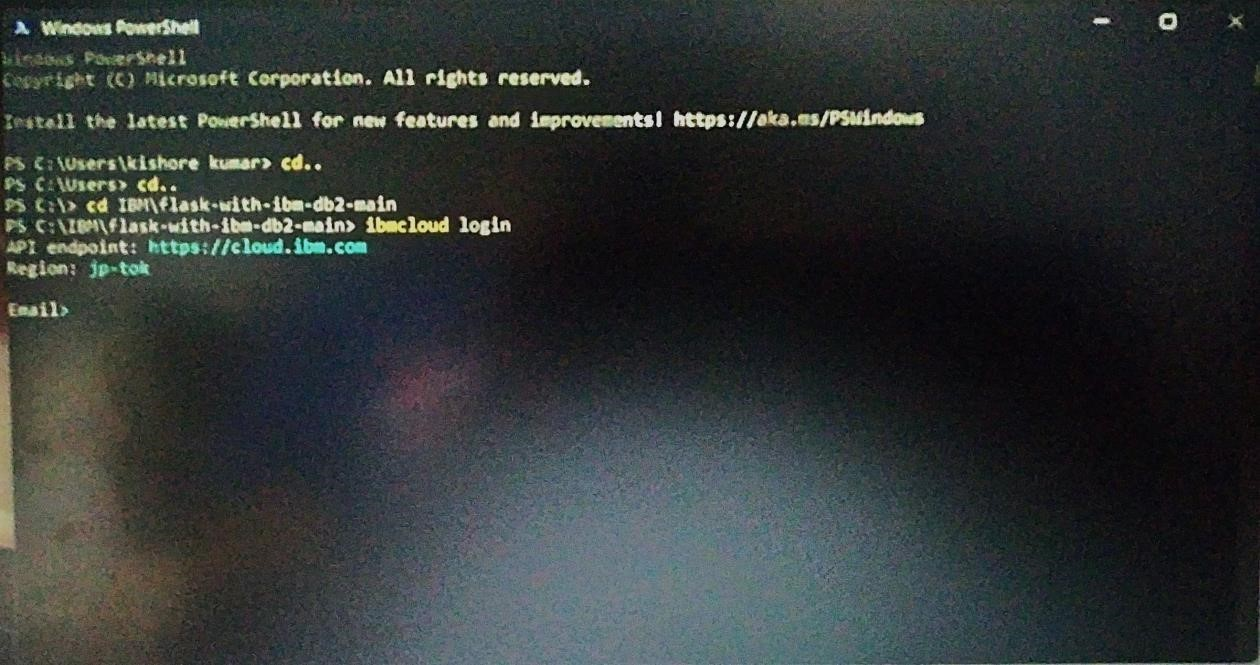 Windows PowerShell
Windows PowerShell
Copyright (C) Microsoft Corporation. All rights reserved.
Install the latest PowerShell for new features and improvements! https://aka.ms/PSWindows
PS C:\Users\kishore kumar> cd..
PS C:\Users> cd..
PS C:\> cd IBM\flask-with-ibm-db2-main
PS C:\IBM\flask-with-ibm-db2-main> ibmcloud login
API endpoint: https://cloud.ibm.com
Region: jp-tok
Email>